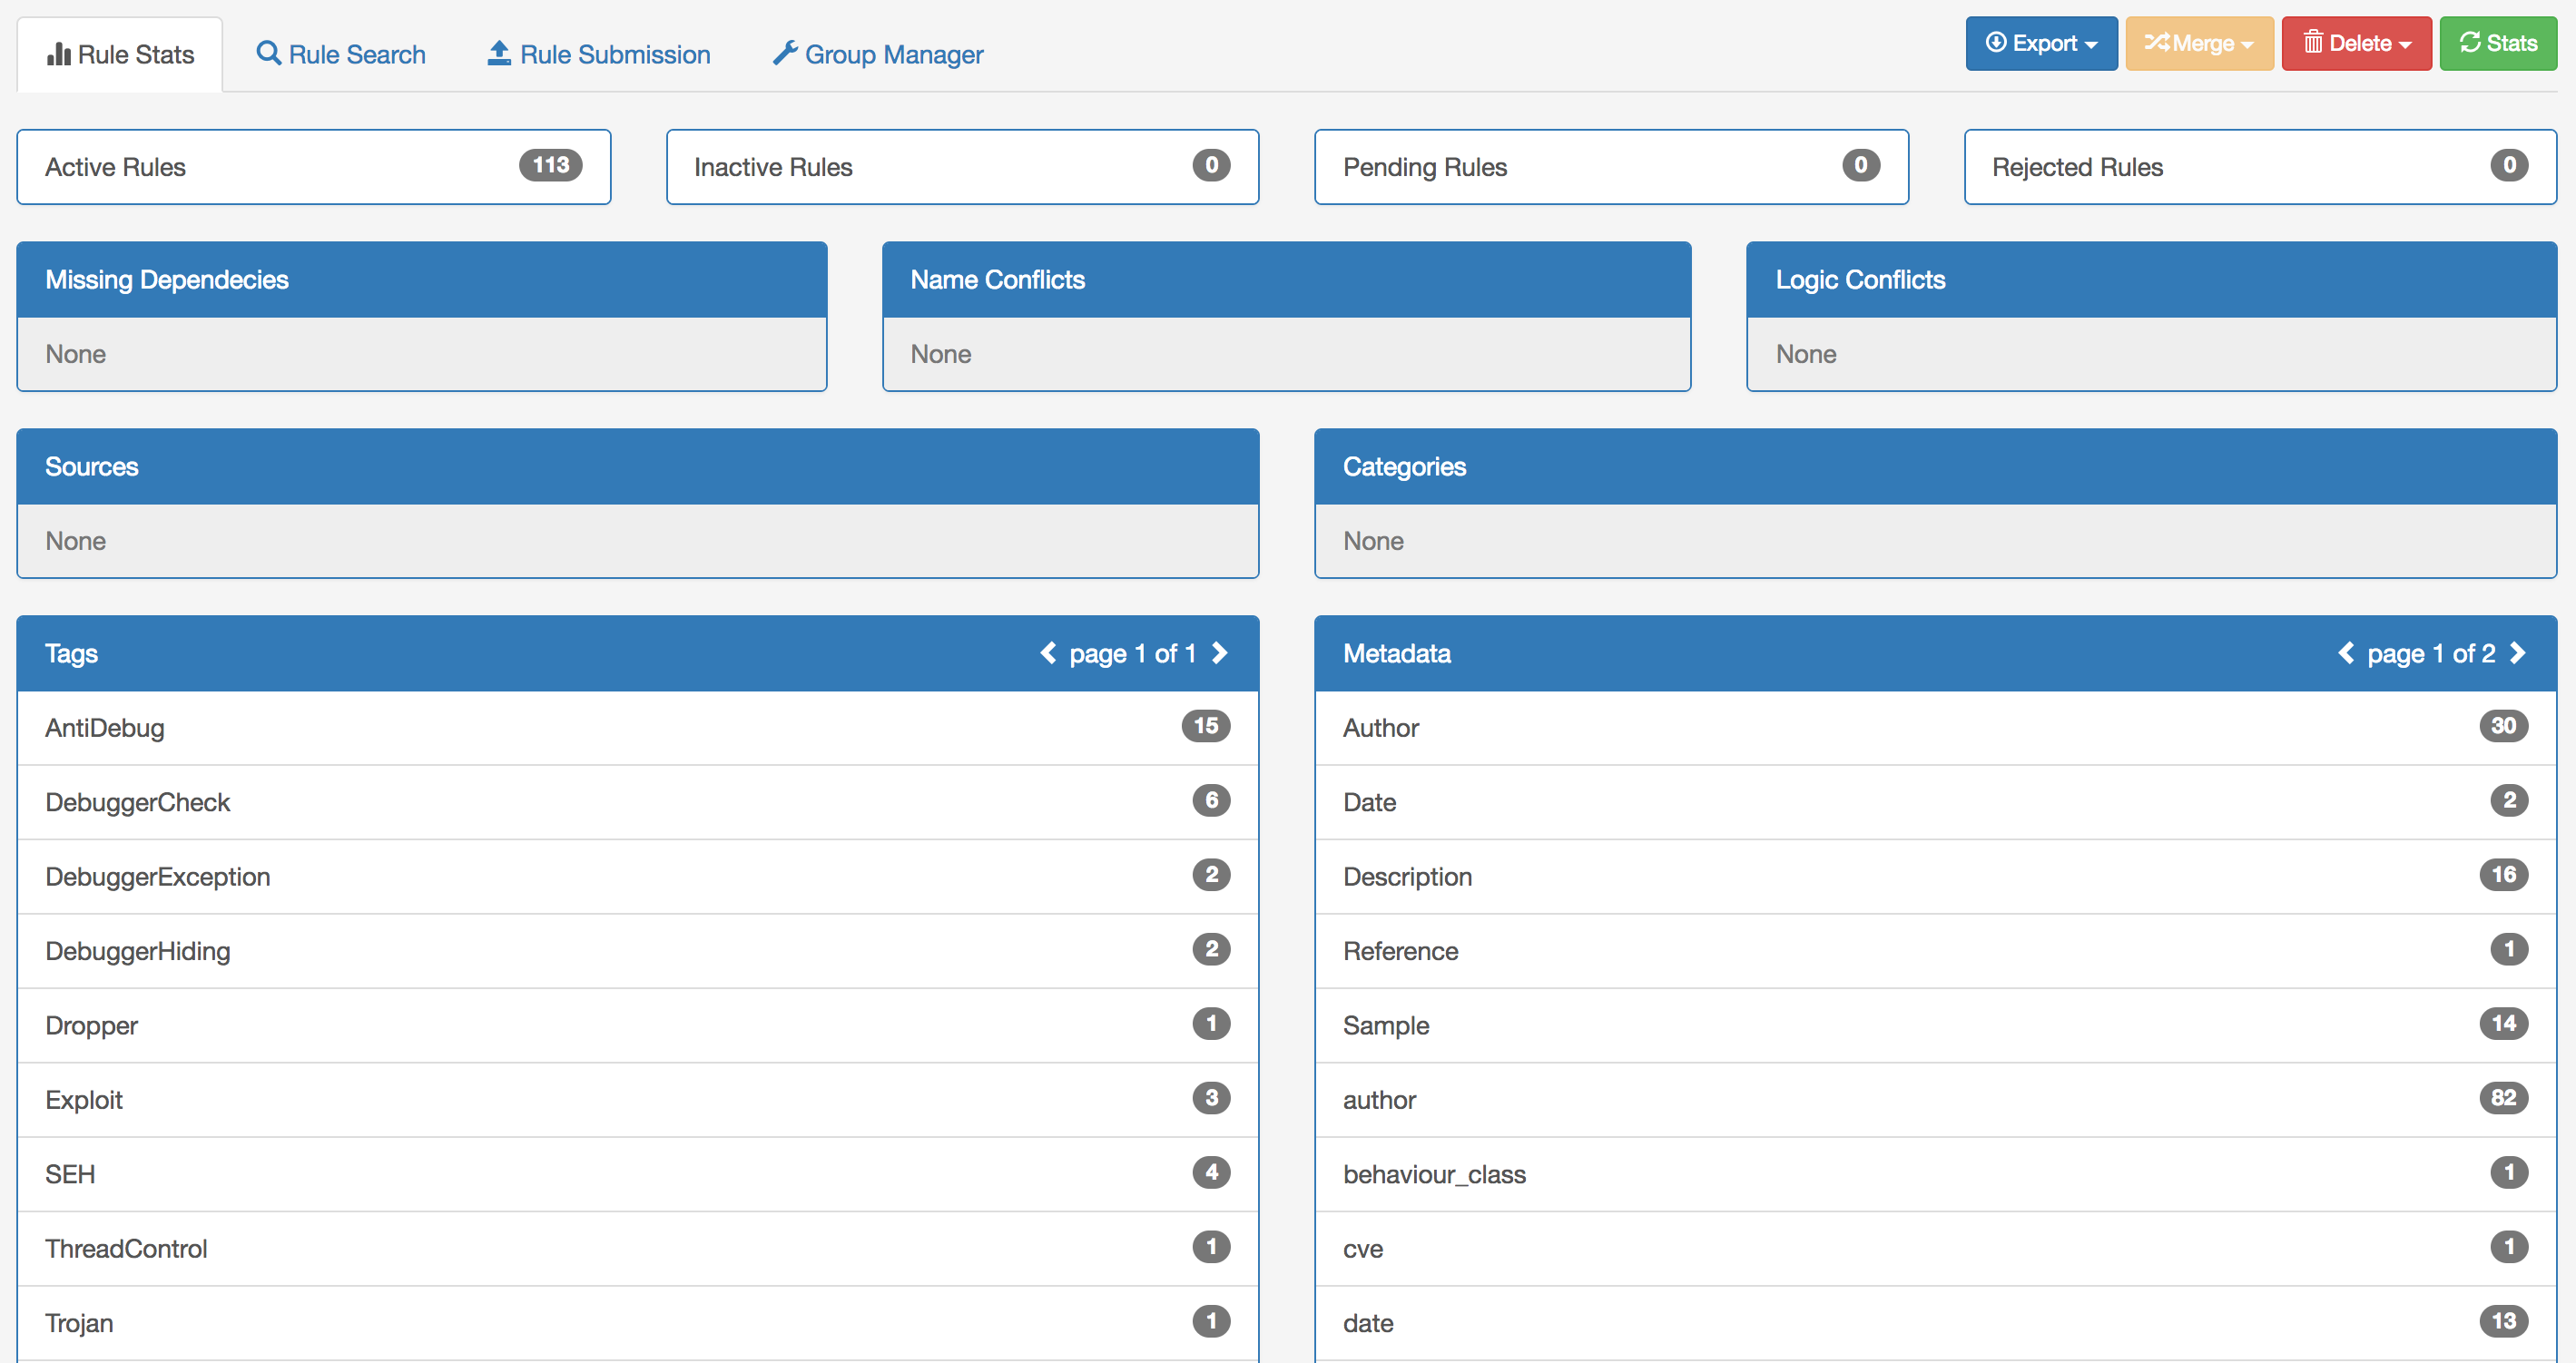 Rule Stats Rule Search Rule Submission Group Manager Export Merge Delete Stats
Active Rules 113 Inactive Rules 0 Pending Rules 0 Rejected Rules 0
Missing Dependecies Name Conflicts Logic Conflicts
None None None
Sources Categories
None None
Tags page 1 of 1 Metadata page 1 of 2
AntiDebug 15 Author 30
DebuggerCheck 6 Date 2
DebuggerException 2 Description 16
DebuggerHiding 2 Reference 1
Dropper 1 Sample 14
Exploit 3 author 82
SEH 4 behaviour_class 1
ThreadControl 1 cve 1
Trojan 1 date 13